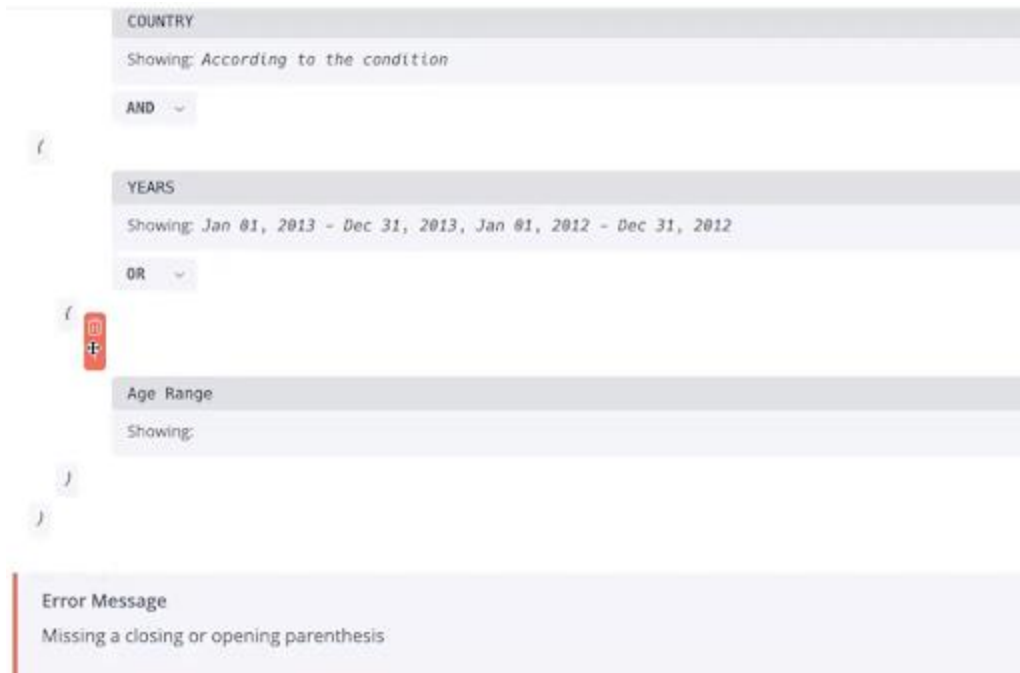 COUNTRY
Showing: According to the condition
AND
(
YEARS
Showing: Jan 01, 2013 - Dec 31, 2013, Jan 01, 2012 - Dec 31, 2012
OR
(
Age Range
Showing:
)
)
Error Message
Missing a closing or opening parenthesis